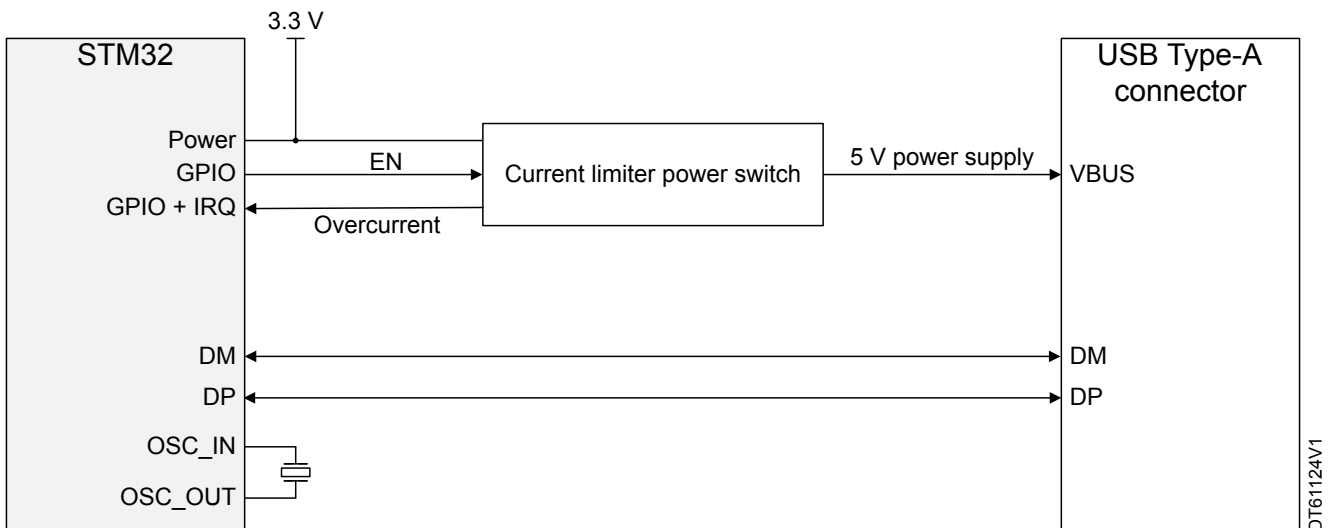 3.3 V
STM32
USB Type-A
connector
Power
GPIO
EN
Current limiter power switch
5 V power supply
VBUS
GPIO + IRQ
Overcurrent
DM
DM
DP
DP
OSC_IN
OSC_OUT
DT61124V1